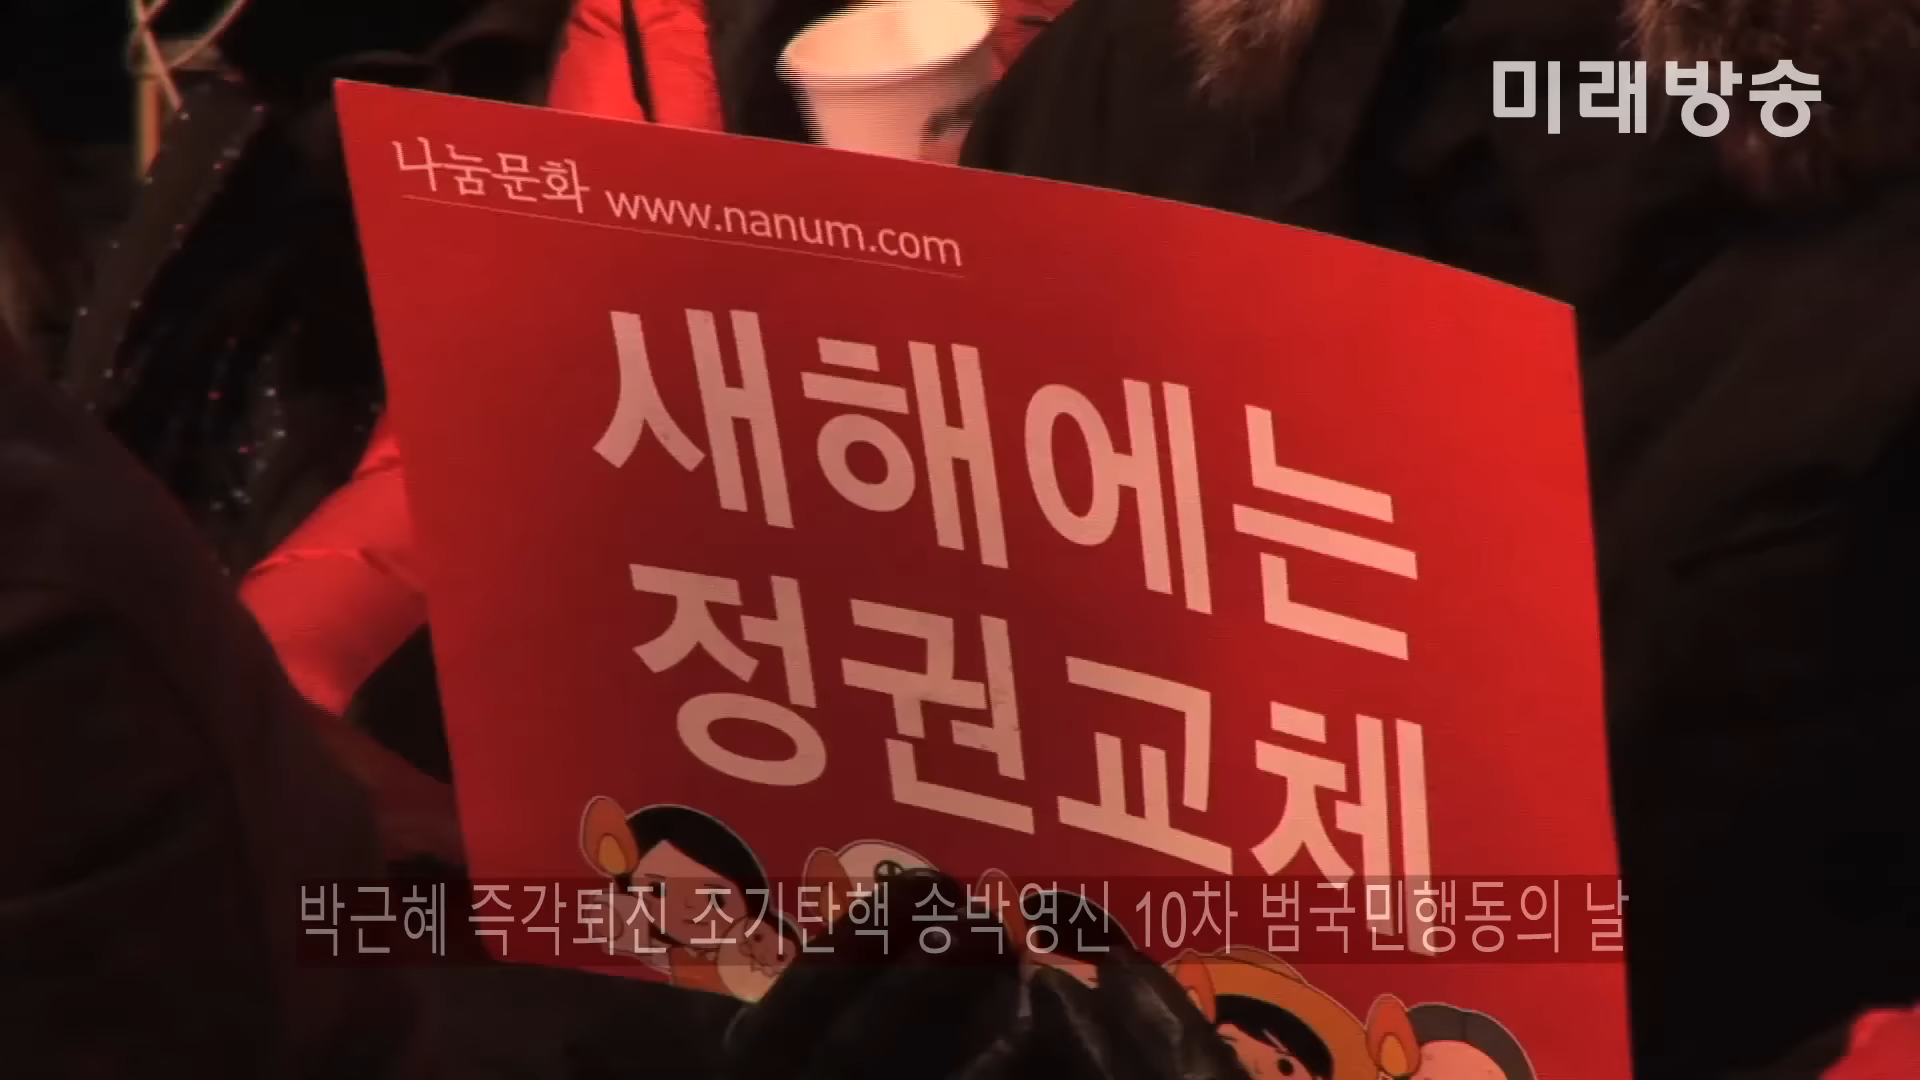 미래방송
나눔문화 www.nanum.com
새해에는
정권교체
박근혜 즉각퇴진 조기탄핵 송박영신 10차 범국민행동의 날